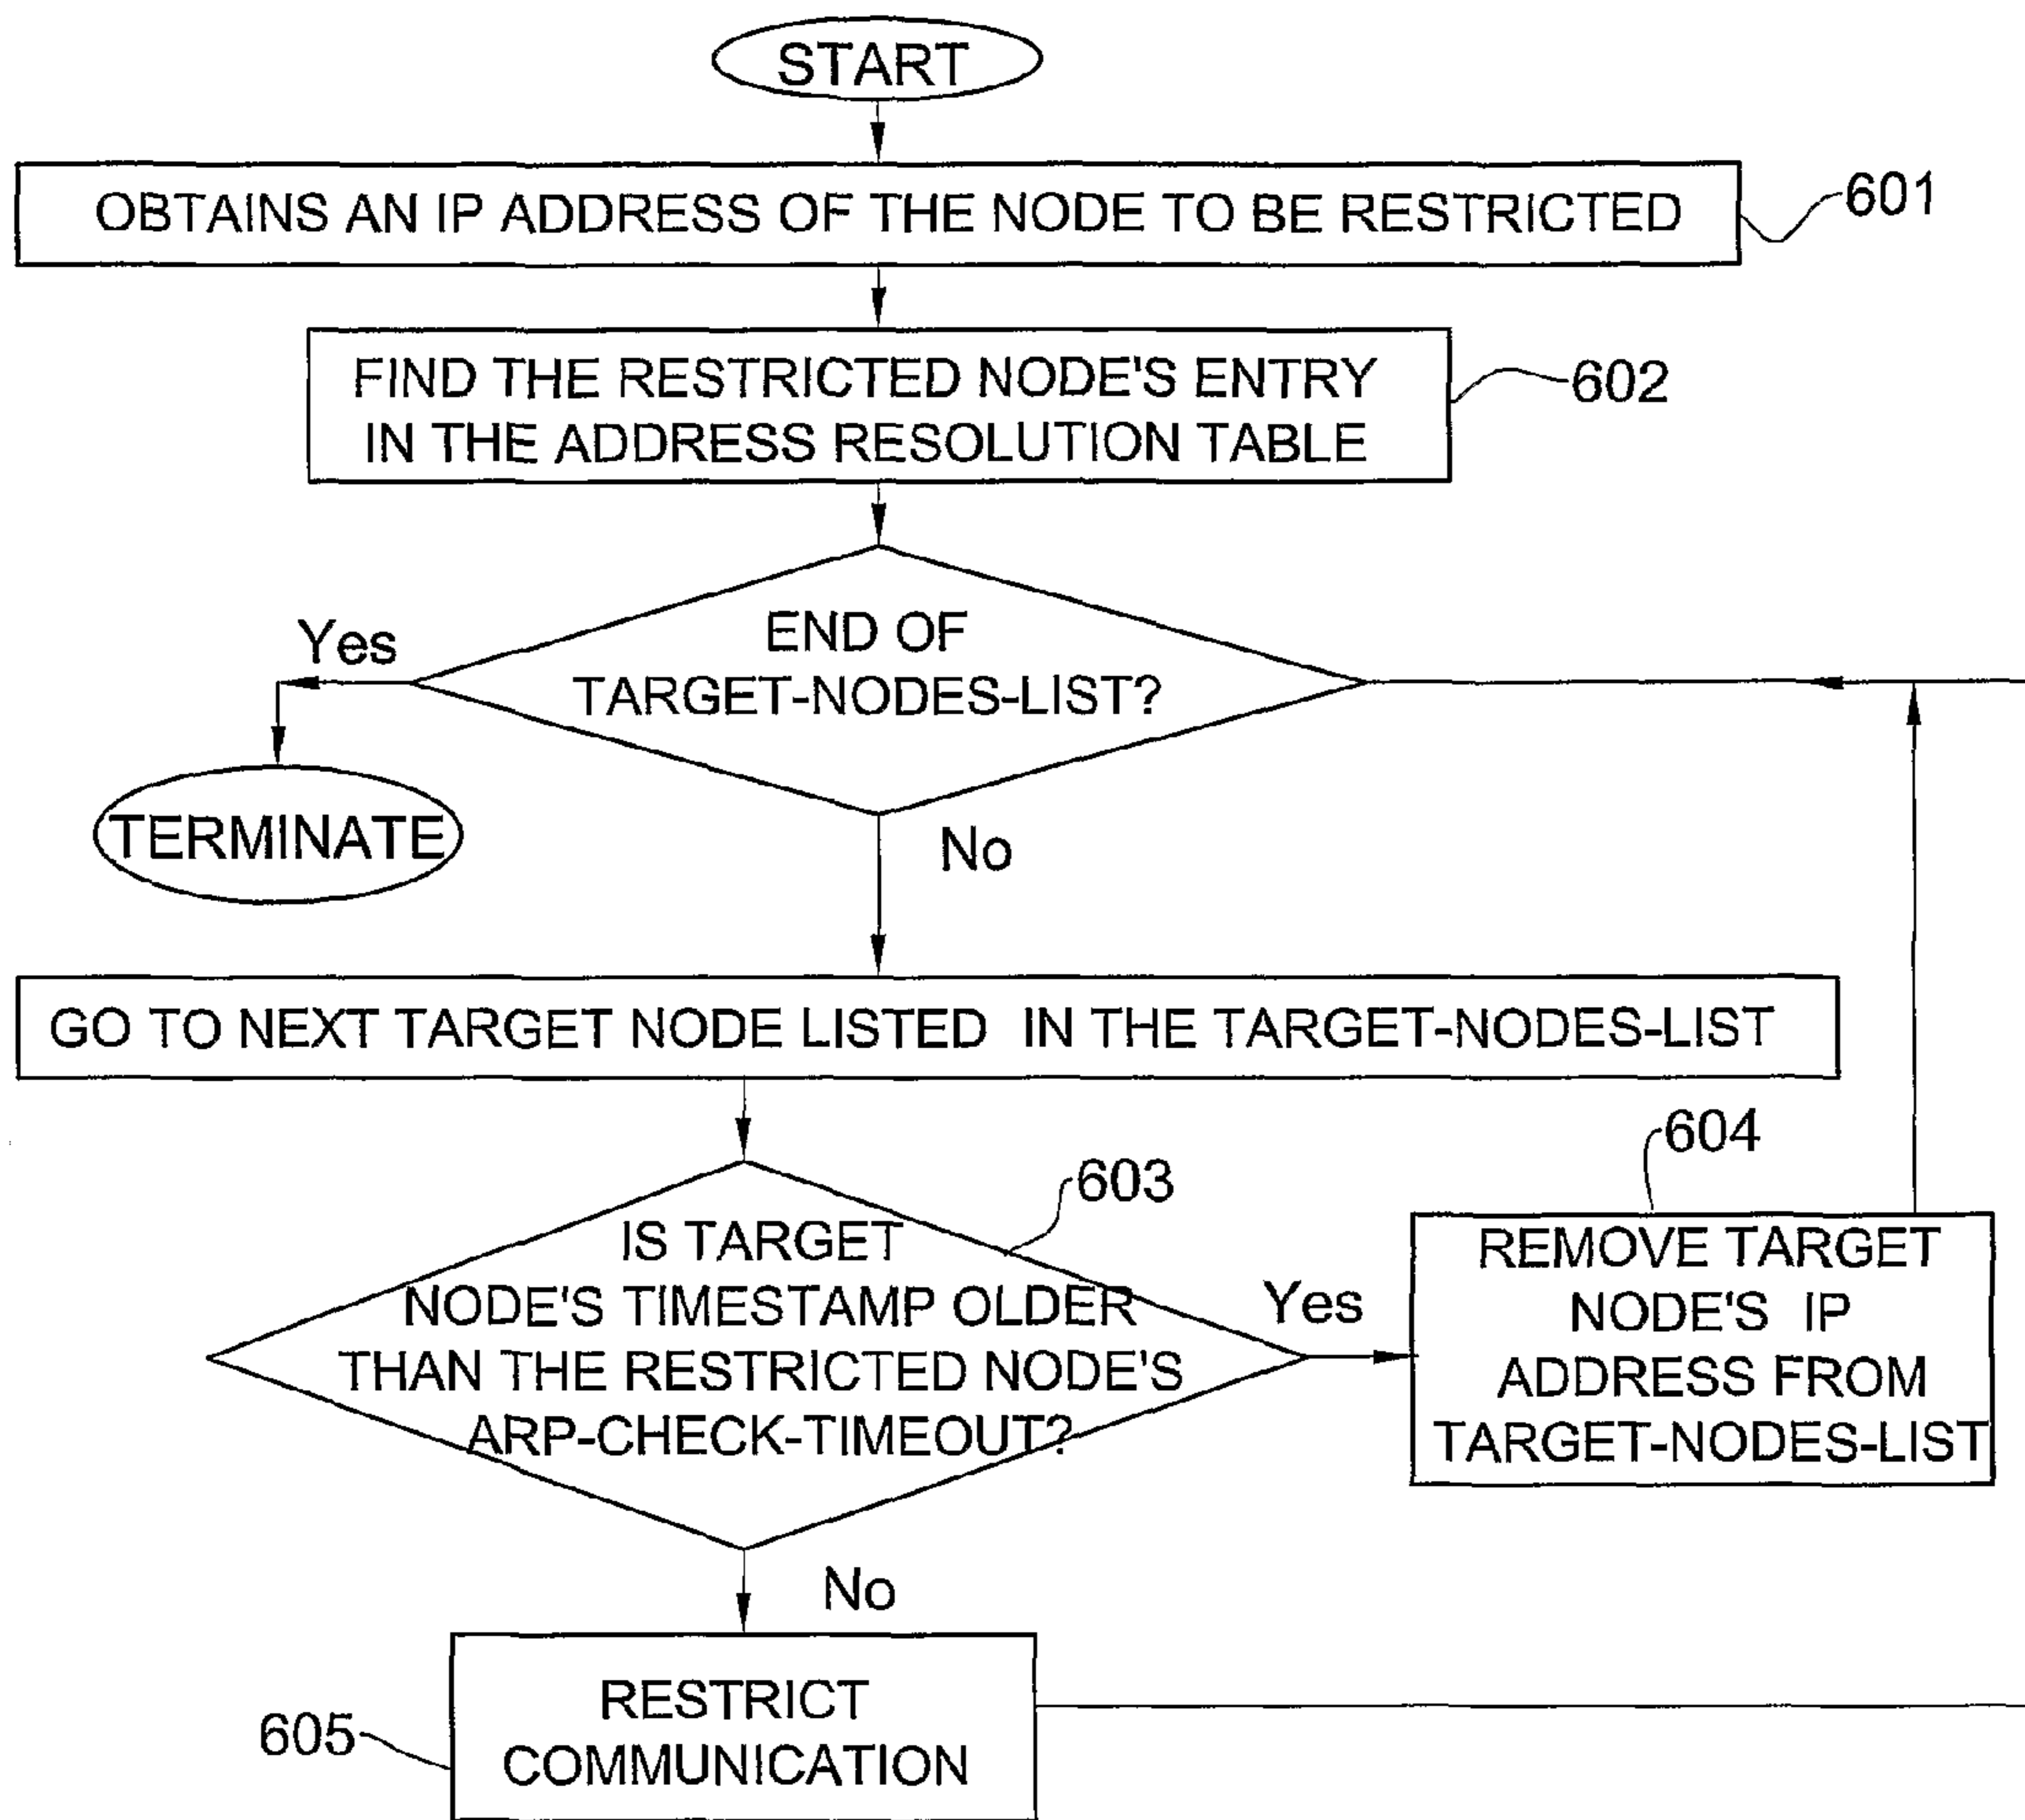 START
OBTAINS AN IP ADDRESS OF THE NODE TO BE RESTRICTED
601
FIND THE RESTRICTED NODE'S ENTRY
IN THE ADDRESS RESOLUTION TABLE
602
END OF
TARGET-NODES-LIST?
Yes
TERMINATE
No
GO TO NEXT TARGET NODE LISTED IN THE TARGET-NODES-LIST
603
IS TARGET
NODE'S TIMESTAMP OLDER
THAN THE RESTRICTED NODE'S
ARP-CHECK-TIMEOUT?
Yes
604
REMOVE TARGET
NODE'S IP
ADDRESS FROM
TARGET-NODES-LIST
No
RESTRICT
COMMUNICATION
605